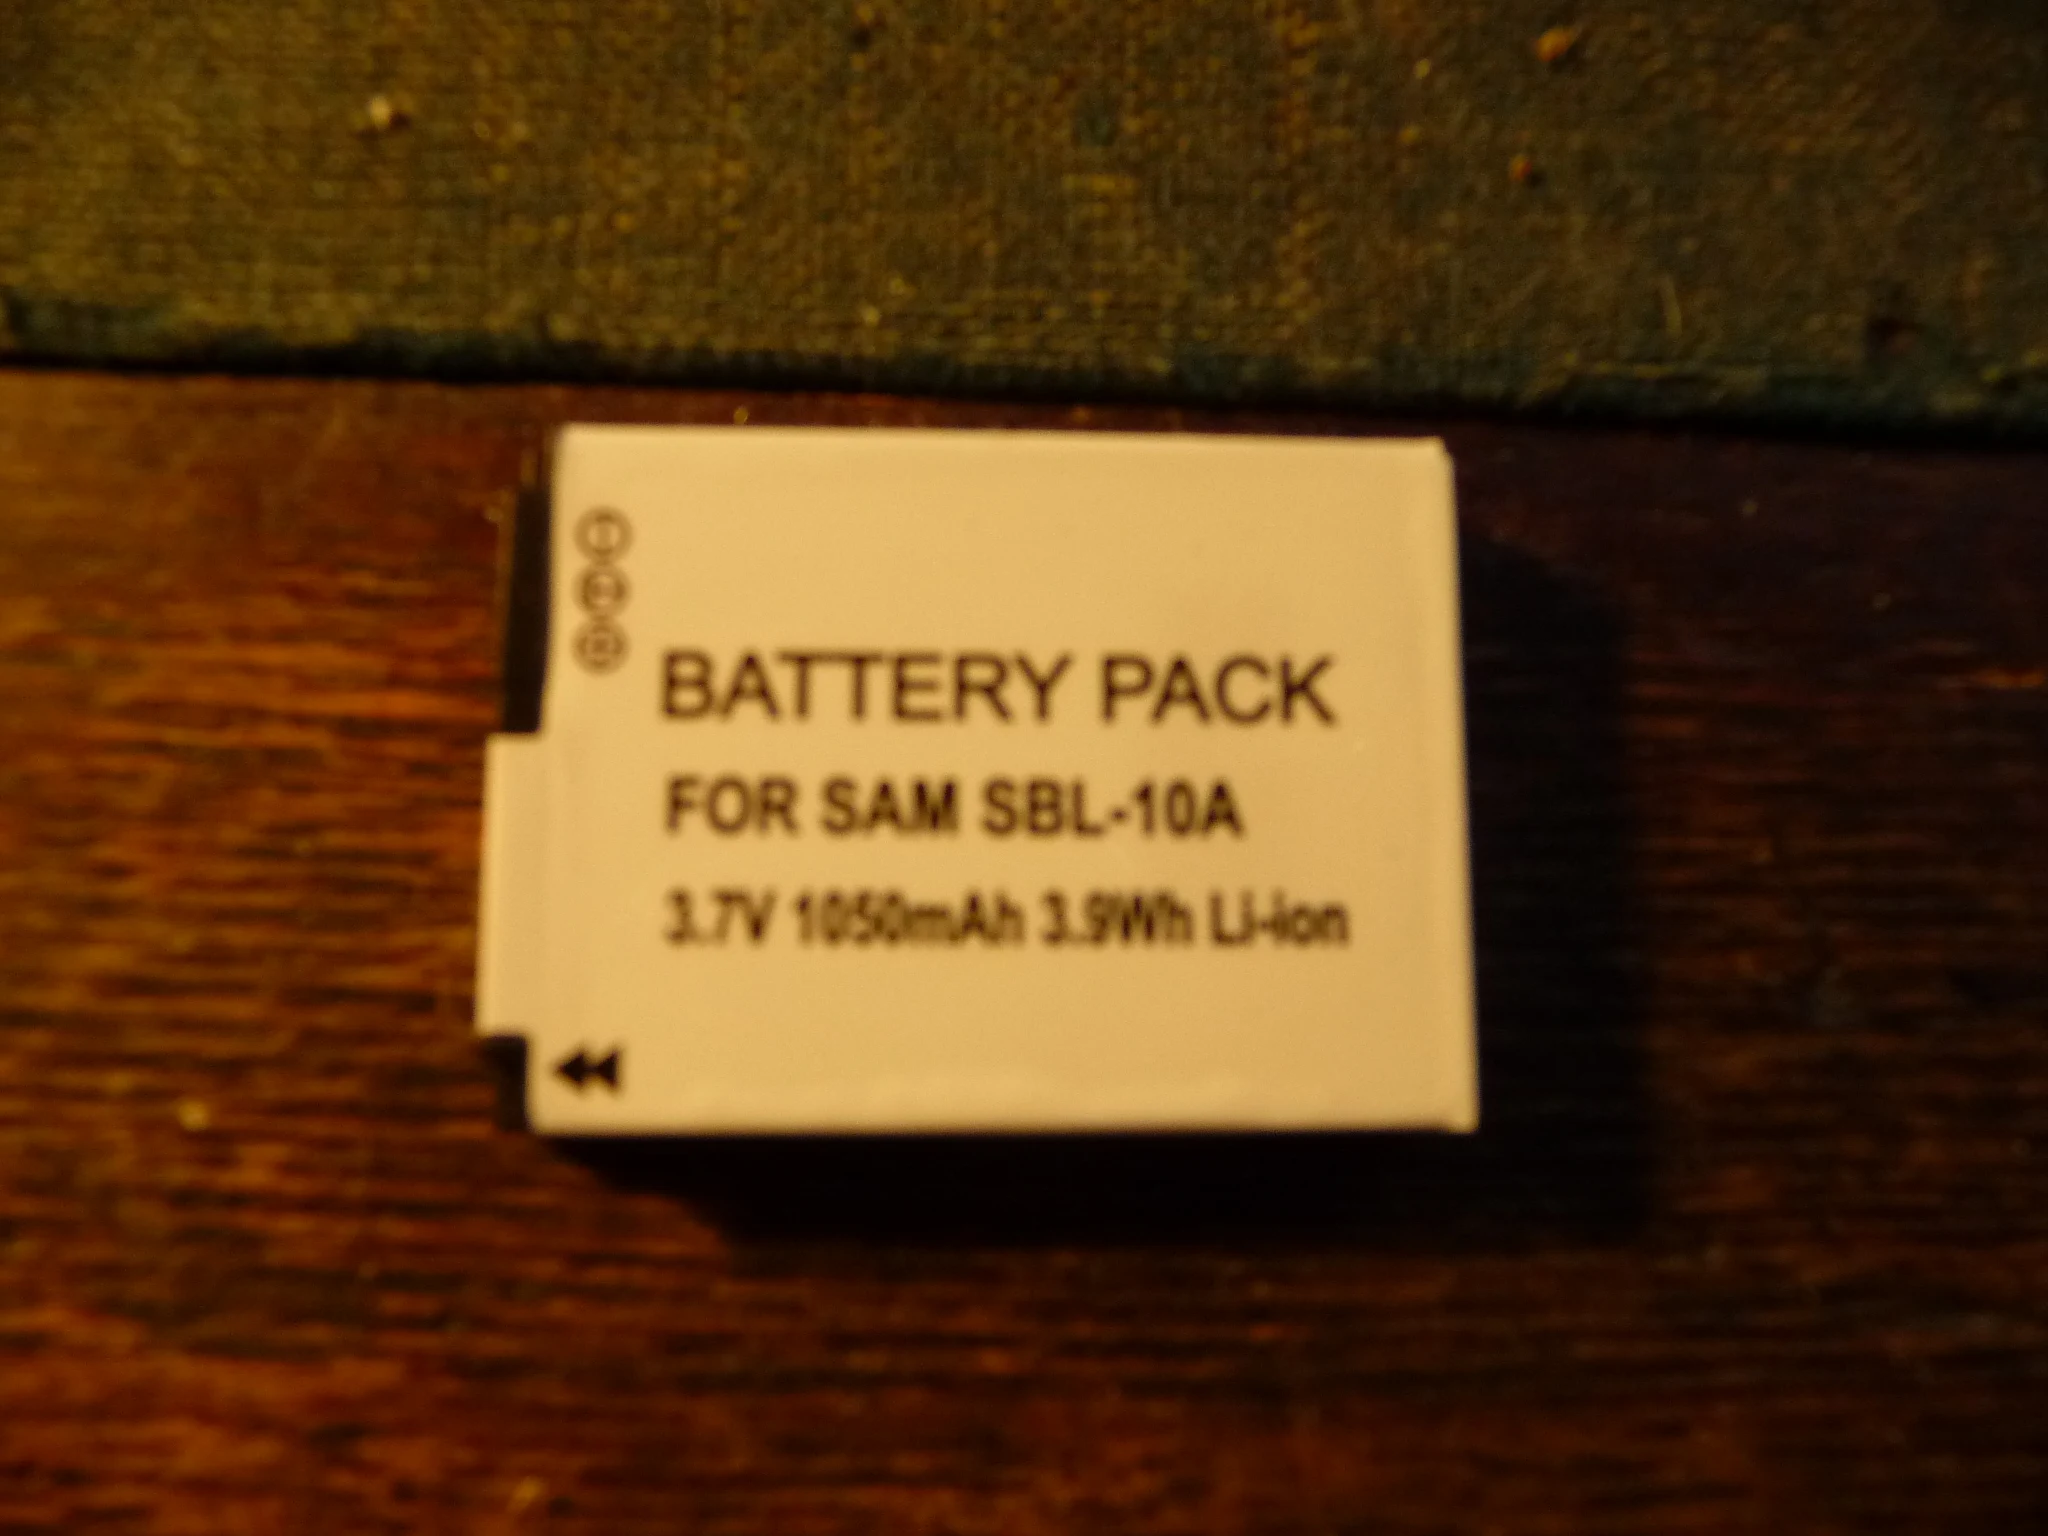 BATTERY PACK
FOR SAM SBL-10A
3.7V 1050mAh 3.9Wh Li-ion